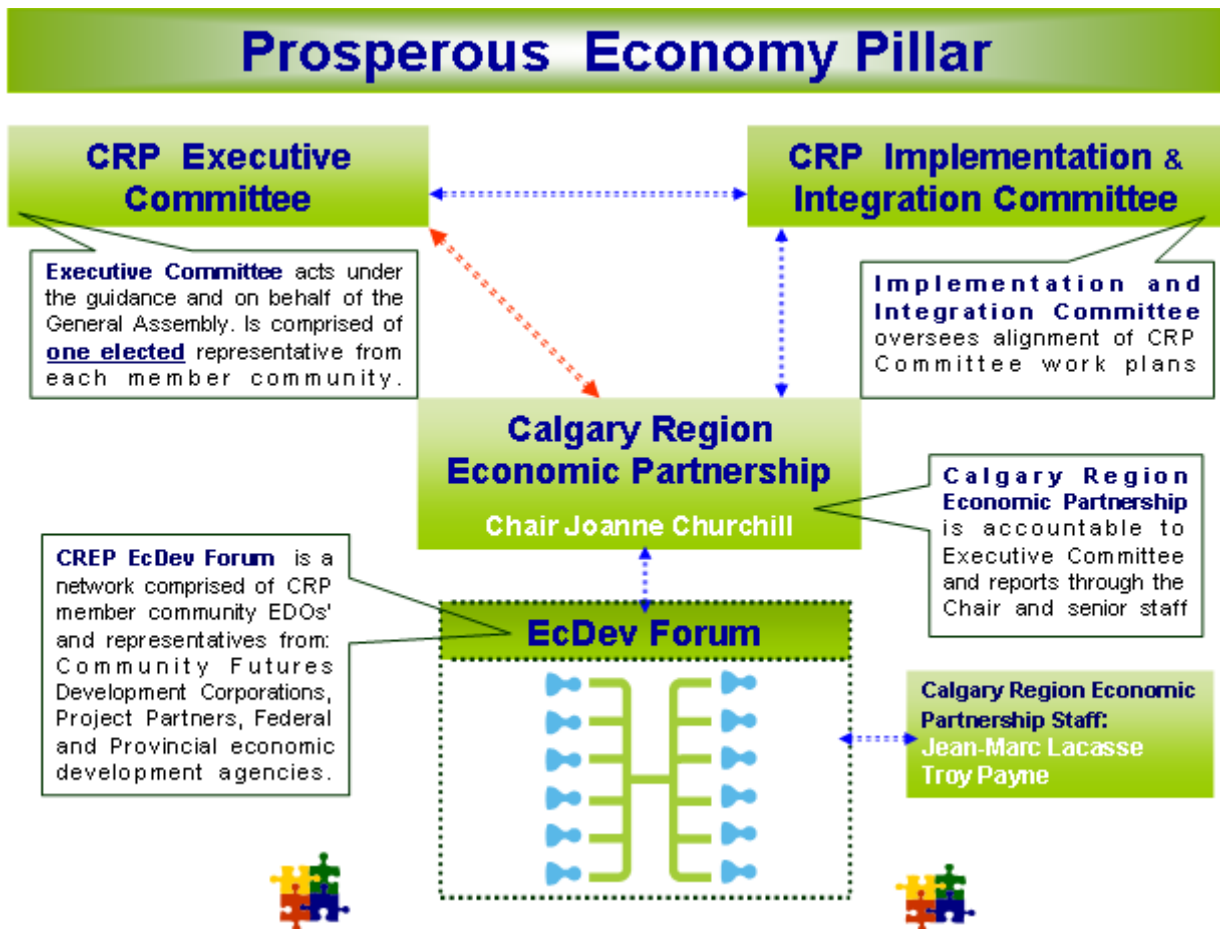 Prosperous Economy Pillar
CRP Executive
Committee
CRP Implementation &
Integration Committee
Executive Committee acts under
the guidance and on behalf of the
General Assembly. Is comprised of
one elected representative from
each member community.
Implementation and
Integration Committee
oversees alignment of CRP
Committee work plans
Calgary Region
Economic Partnership
Chair Joanne Churchill
Calgary Region
Economic Partnership
is accountable to
Executive Committee
and reports through the
Chair and senior staff
CREP EcDev Forum is a
network comprised of CRP
member community EDOs'
and representatives from:
Community Futures
Development Corporations,
Project Partners, Federal
and Provincial economic
development agencies.
EcDev Forum
Calgary Region Economic
Partnership Staff:
Jean-Marc Lacasse
Troy Payne